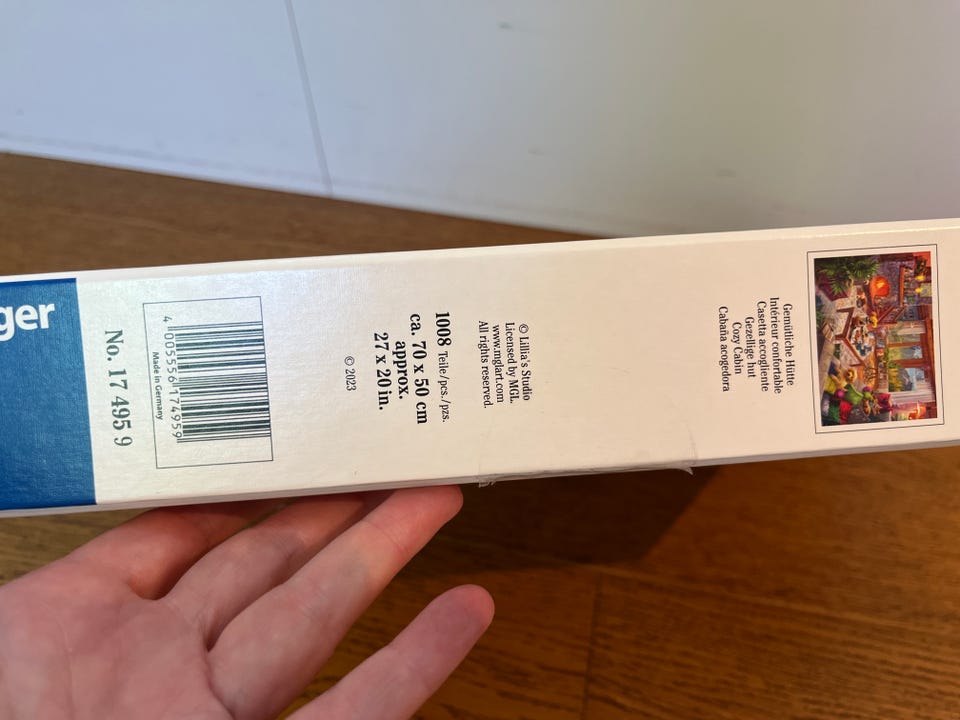 ger
No. 17 495 9
4 005556 174959
Made in Germany
© 2023
1008 Teile/pcs./pzs.
ca. 70 x 50 cm
approx.
27 x 20 in.
© Lillia's Studio
Licensed by MGL.
www.mglart.com
All rights reserved.
Gemütliche Hütte
Intérieur confortable
Casetta accogliente
Gezellige hut
Cozy Cabin
Cabaña acogedora